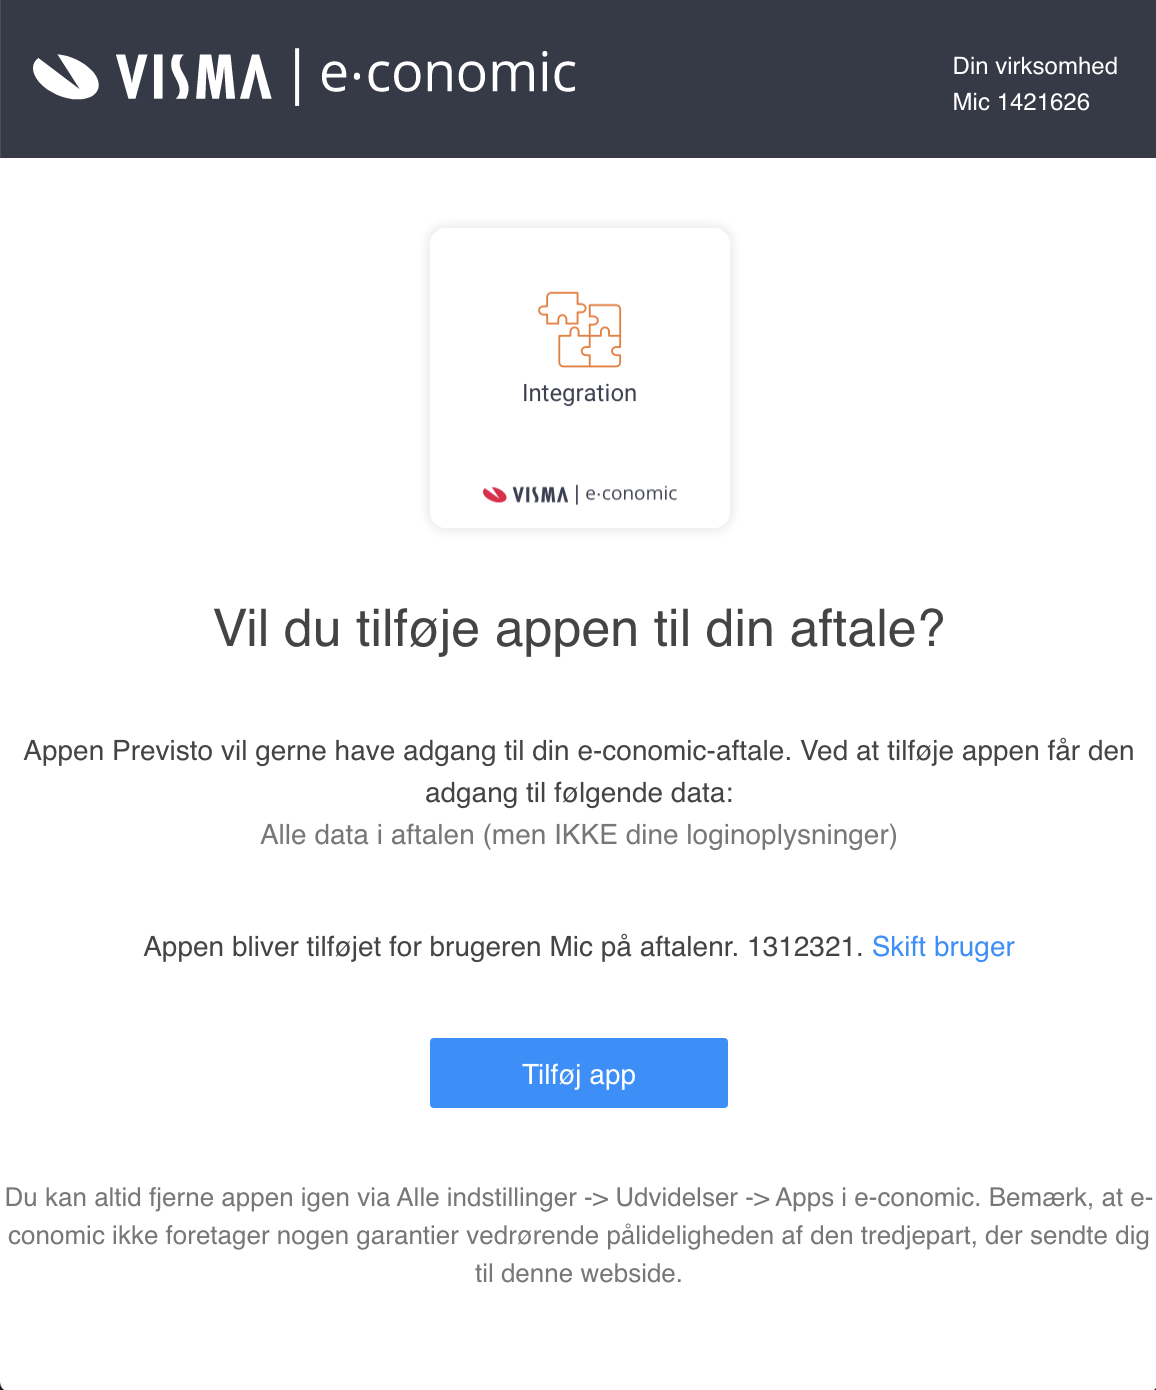 VISMA | e·conomic
Din virksomhed
Mic 1421626
Integration
VISMA | e·conomic
Vil du tilføje appen til din aftale?
Appen Previsto vil gerne have adgang til din e-conomic-aftale. Ved at tilføje appen får den
adgang til følgende data:
Alle data i aftalen (men IKKE dine loginoplysninger)
Appen bliver tilføjet for brugeren Mic på aftalenr. 1312321. Skift bruger
Tilføj app
Du kan altid fjerne appen igen via Alle indstillinger -> Udvidelser -> Apps i e-conomic. Bemærk, at e-
conomic ikke foretager nogen garantier vedrørende pålideligheden af den tredjepart, der sendte dig
til denne webside.